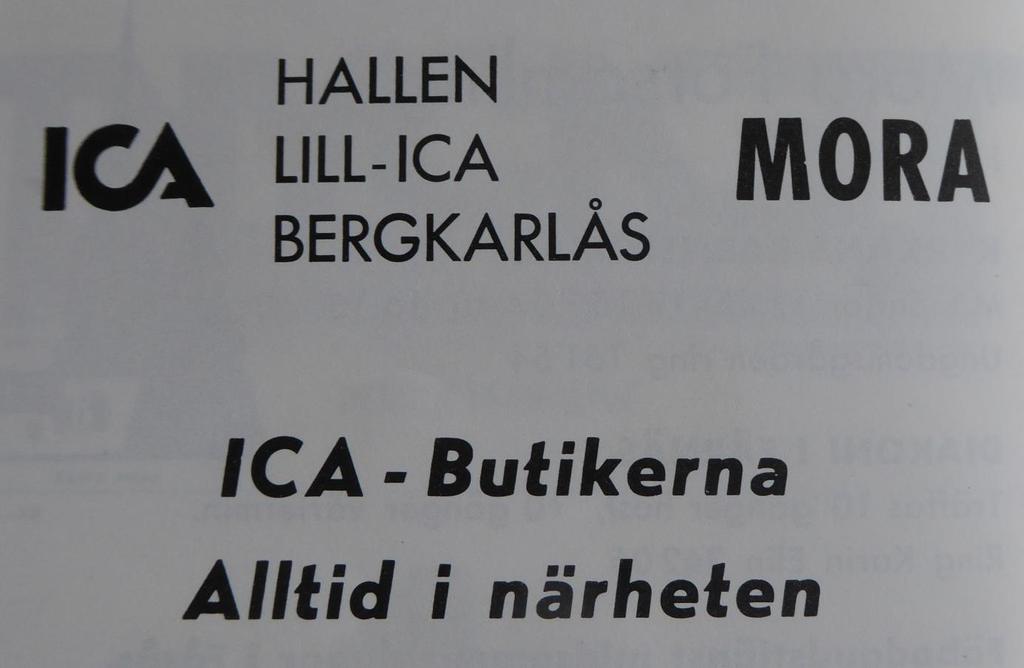 HALLEN
ICA LILL-ICA MORA
BERGKARLÅS
ICA - Butikerna
Alltid i närheten